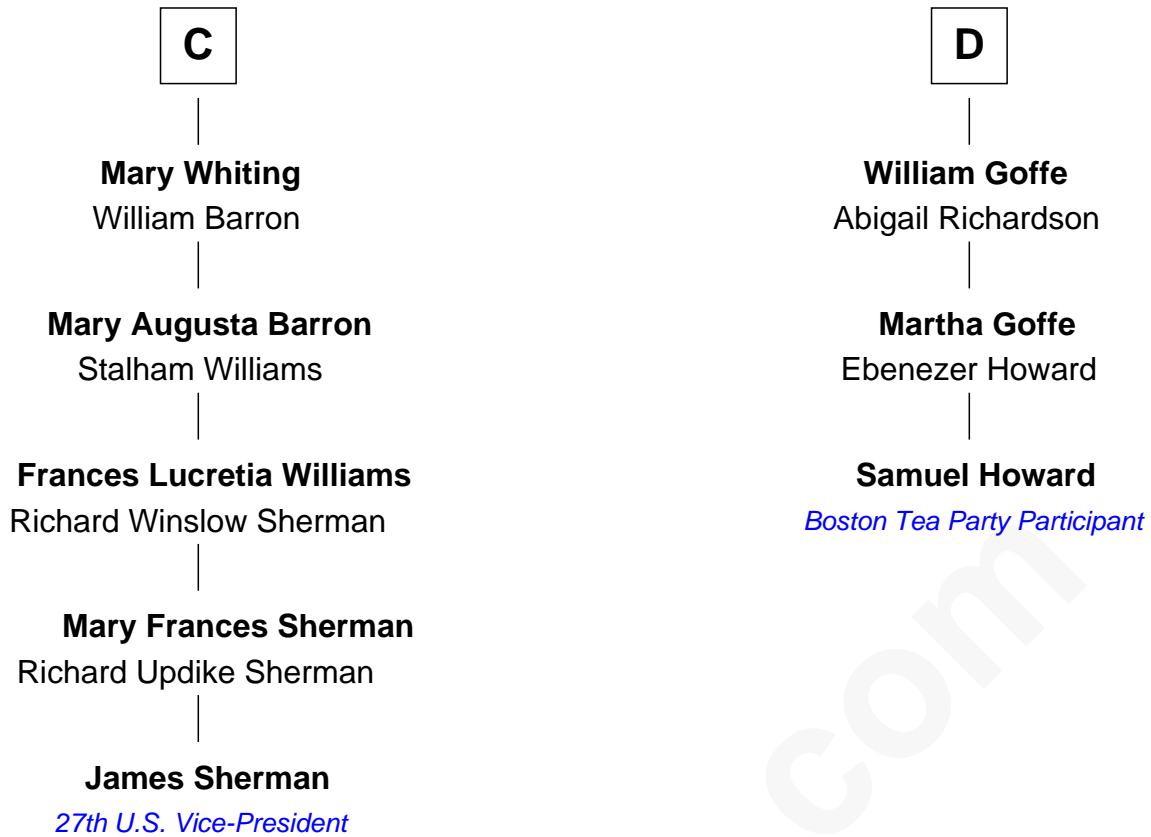 C
Mary Whiting
William Barron
Mary Augusta Barron
Stalham Williams
Frances Lucretia Williams
Richard Winslow Sherman
Mary Frances Sherman
Richard Updike Sherman
James Sherman
27th U.S. Vice-President
D
William Goffe
Abigail Richardson
Martha Goffe
Ebenezer Howard
Samuel Howard
Boston Tea Party Participant
com